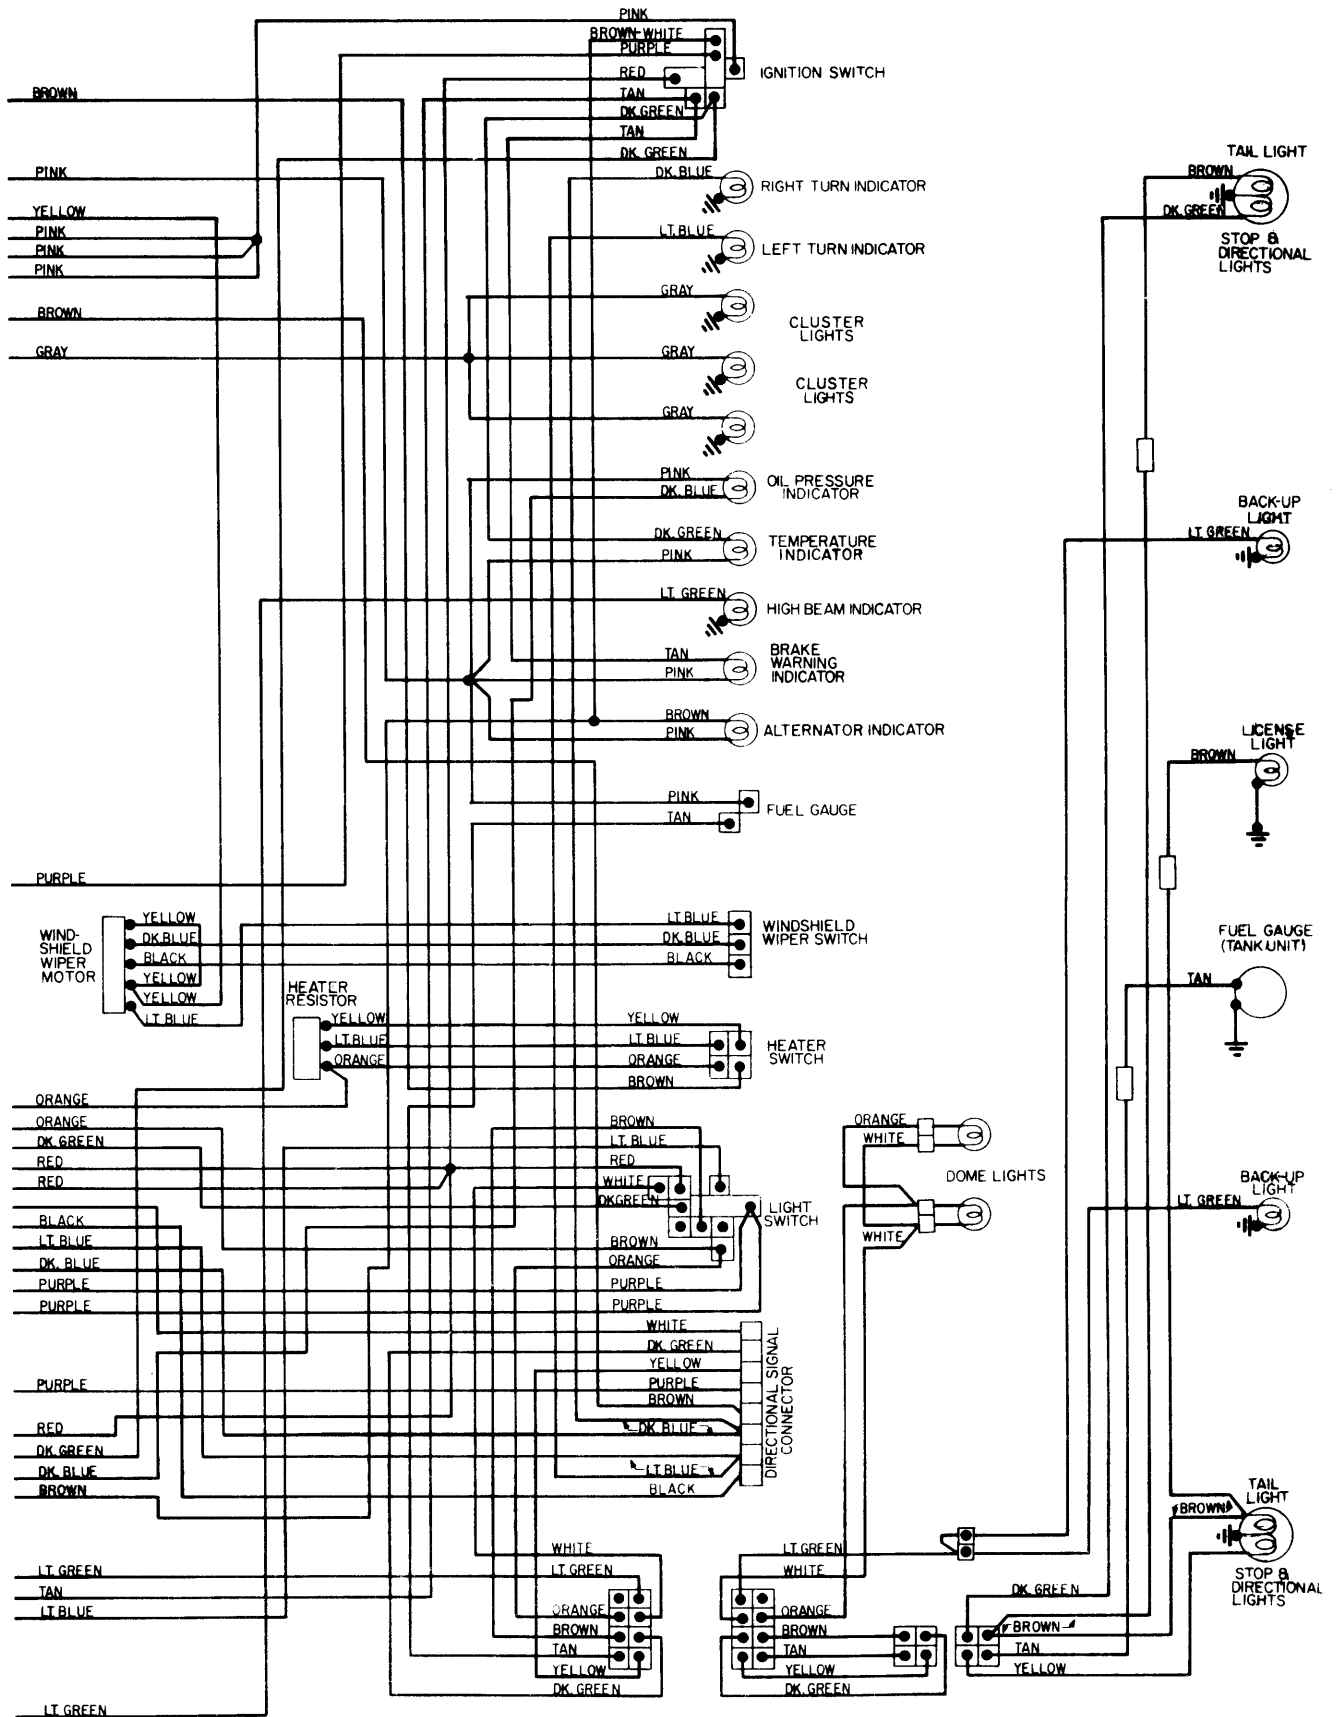 PINK
BROWN-WHITE
PURPLE
RED
IGNITION SWITCH
BROWN
TAN
DK.GREEN
TAN
DK. GREEN
TAIL LIGHT
PINK
DK. BLUE
RIGHT TURN INDICATOR
BROWN
YELLOW
DK GREEN
PINK
LT. BLUE
STOP &
DIRECTIONAL
LIGHTS
PINK
LEFT TURN INDICATOR
PINK
GRAY
BROWN
CLUSTER
LIGHTS
GRAY
GRAY
CLUSTER
LIGHTS
GRAY
PINK
OIL PRESSURE
INDICATOR
DK. BLUE
BACK-UP
LIGHT
DK. GREEN
LT GREEN
TEMPERATURE
INDICATOR
PINK
LT. GREEN
HIGH BEAM INDICATOR
TAN
BRAKE
WARNING
INDICATOR
PINK
BROWN
ALTERNATOR INDICATOR
PINK
LICENSE
LIGHT
BROWN
PINK
FUEL GAUGE
TAN
PURPLE
YELLOW
LT.BLUE
WINDSHIELD
WIPER SWITCH
WIND-
SHIELD
WIPER
MOTOR
DK.BLUE
DK.BLUE
BLACK
BLACK
FUEL GAUGE
(TANK UNIT)
YELLOW
YELLOW
TAN
HEATER
RESISTOR
LT. BLUE
YELLOW
YELLOW
LT.BLUE
LT. BLUE
HEATER
SWITCH
ORANGE
ORANGE
BROWN
ORANGE
ORANGE
BROWN
ORANGE
DK GREEN
LT. BLUE
WHITE
RED
RED
DOME LIGHTS
RED
WHITE
BACK-UP
LIGHT
DKGREEN
LT. GREEN
LIGHT
SWITCH
BLACK
WHITE
LT. BLUE
BROWN
DK. BLUE
ORANGE
PURPLE
PURPLE
PURPLE
PURPLE
WHITE
DK. GREEN
YELLOW
PURPLE
PURPLE
BROWN
DIRECTIONAL SIGNAL
CONNECTOR
RED
DK. BLUE
DK. GREEN
DK. BLUE
LT.BLUE
BROWN
BLACK
TAIL
LIGHT
BROWN
WHITE
LT.GREEN
LT. GREEN
LT. GREEN
WHITE
STOP &
DIRECTIONAL
LIGHTS
TAN
DK. GREEN
LT BLUE
ORANGE
ORANGE
BROWN
BROWN
BROWN
TAN
TAN
TAN
YELLOW
YELLOW
YELLOW
DK. GREEN
DK. GREEN
LT. GREEN